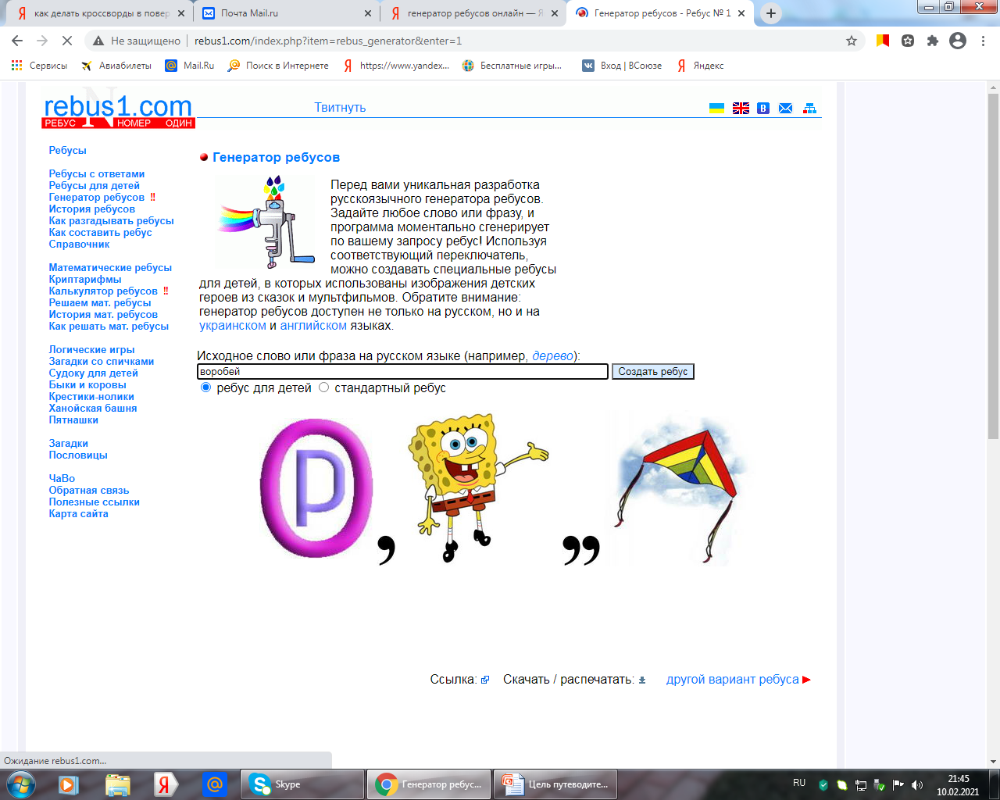 как делать кроссворды в повер
Почта Mail.ru
генератор ребусов онлайн — Я
Генератор ребусов - Ребус № 1
Не защищено
rebus1.com/index.php?item=rebus_generator&enter=1
Сервисы
Авиабилеты
Mail.Ru
Поиск в Интернете
https://www.yandex...
Бесплатные игры...
Вход | ВСоюзе
Яндекс
rebus1.com
РЕБУС N НОМЕР ОДИН
Твитнуть
Ребусы
Ребусы с ответами
Ребусы для детей
Генератор ребусов !!
История ребусов
Как разгадывать ребусы
Как составить ребус
Справочник
Математические ребусы
Криптарифмы
Калькулятор ребусов !!
Решаем мат. ребусы
История мат. ребусов
Как решать мат. ребусы
Логические игры
Загадки со спичками
Судоку для детей
Быки и коровы
Крестики-нолики
Ханойская башня
Пятнашки
Загадки
Пословицы
ЧаВо
Обратная связь
Полезные ссылки
Карта сайта
Генератор ребусов
Перед вами уникальная разработка
русскоязычного генератора ребусов.
Задайте любое слово или фразу, и
программа моментально сгенерирует
по вашему запросу ребус! Используя
соответствующий переключатель,
можно создавать специальные ребусы
для детей, в которых использованы изображения детских
героев из сказок и мультфильмов. Обратите внимание:
генератор ребусов доступен не только на русском, но и на
украинском и английском языках.
Исходное слово или фраза на русском языке (например, дерево):
воробей
Создать ребус
ребус для детей
стандартный ребус
Р , ,,
Ссылка:
Скачать / распечатать:
другой вариант ребуса
Ожидание rebus1.com...
Skype
Генератор ребус...
Цель путеводите...
RU
21:45
10.02.2021